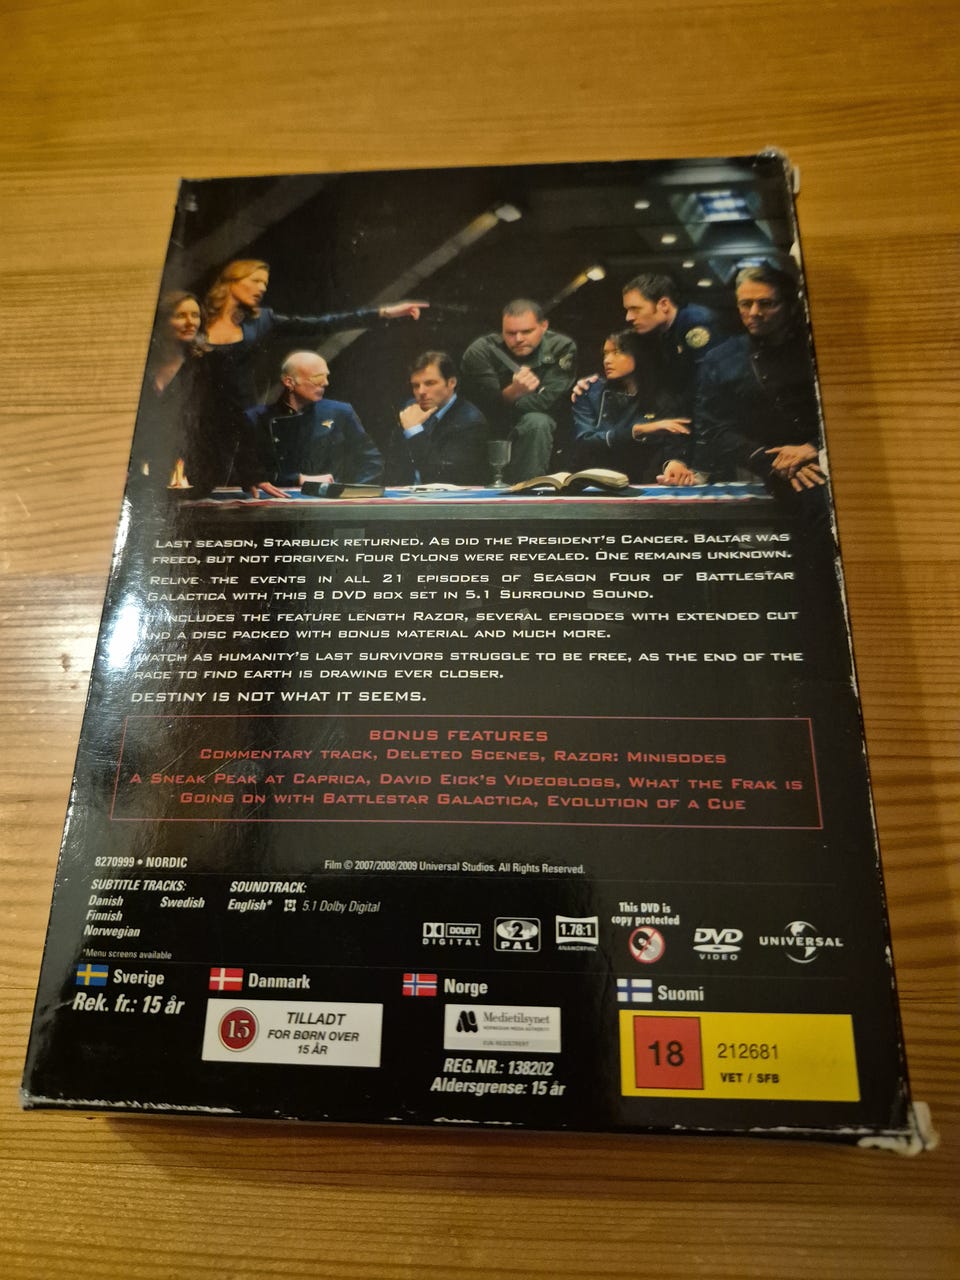 Last season, Starbuck returned. As did the President's Cancer. Baltar was
freed, but not forgiven. Four Cylons were revealed. One remains unknown.
Relive the events in all 21 episodes of Season Four of Battlestar
Galactica with this 8 DVD box set in 5.1 Surround Sound.
It includes the feature length Razor, several episodes with extended cut
and a disc packed with bonus material and much more.
Watch as humanity's last survivors struggle to be free, as the end of the
race to find Earth is drawing ever closer.
Destiny is not what it seems.
Bonus Features
Commentary track, Deleted Scenes, Razor: Minisodes
A Sneak Peak at Caprica, David Eick's Videoblogs, What the Frak is
Going on with Battlestar Galactica, Evolution of a Cue
8270999 • NORDIC
Film © 2007/2008/2009 Universal Studios. All Rights Reserved.
SUBTITLE TRACKS:
Danish Swedish
Finnish
Norwegian
*Menu screens available
SOUNDTRACK:
English* 5.1 Dolby Digital
DOLBY
DIGITAL
2
PAL
1.78:1
ANAMORPHIC
This DVD is
copy protected
DVD
VIDEO
UNIVERSAL
Sverige
Rek. fr.: 15 år
Danmark
15
TILLADT
FOR BØRN OVER
15 ÅR
Norge
Medietilsynet
NORWEGIAN MEDIA AUTHORITY
EUN REGISTRERT
REG.NR.: 138202
Aldersgrense: 15 år
Suomi
18
212681
VET / SFB